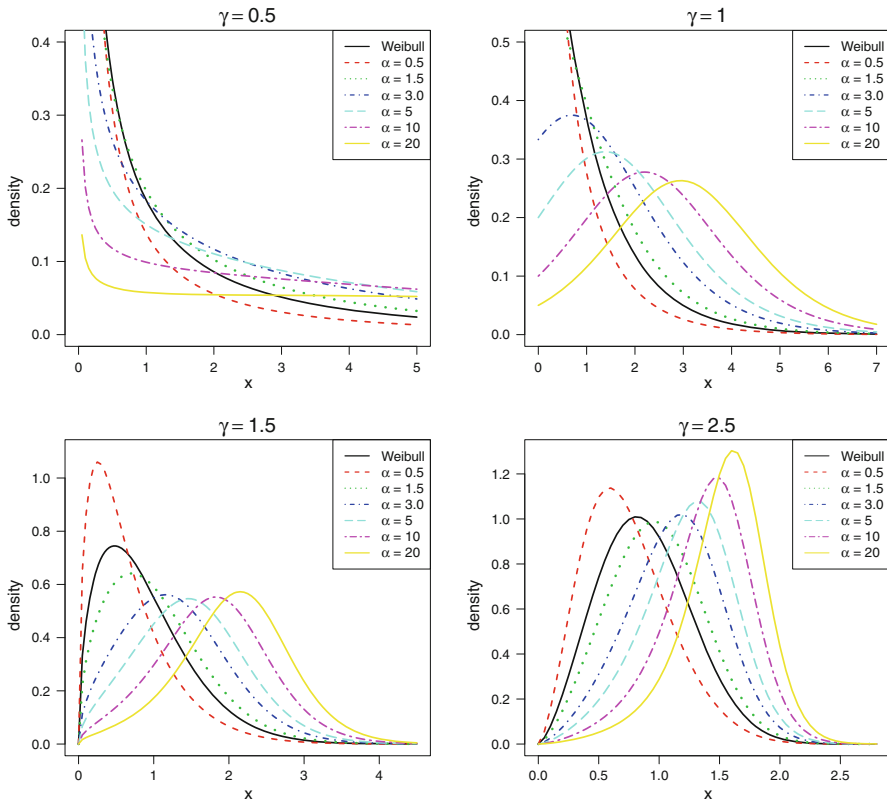 γ = 0.5
density
0.4
0.3
0.2
0.1
0.0
Weibull
α = 0.5
α = 1.5
α = 3.0
α = 5
α = 10
α = 20
0 1 2 3 4 5
x
γ = 1
density
0.5
0.4
0.3
0.2
0.1
0.0
Weibull
α = 0.5
α = 1.5
α = 3.0
α = 5
α = 10
α = 20
0 1 2 3 4 5 6 7
x
γ = 1.5
density
1.0
0.8
0.6
0.4
0.2
0.0
Weibull
α = 0.5
α = 1.5
α = 3.0
α = 5
α = 10
α = 20
0 1 2 3 4
x
γ = 2.5
density
1.2
1.0
0.8
0.6
0.4
0.2
0.0
Weibull
α = 0.5
α = 1.5
α = 3.0
α = 5
α = 10
α = 20
0.0 0.5 1.0 1.5 2.0 2.5
x